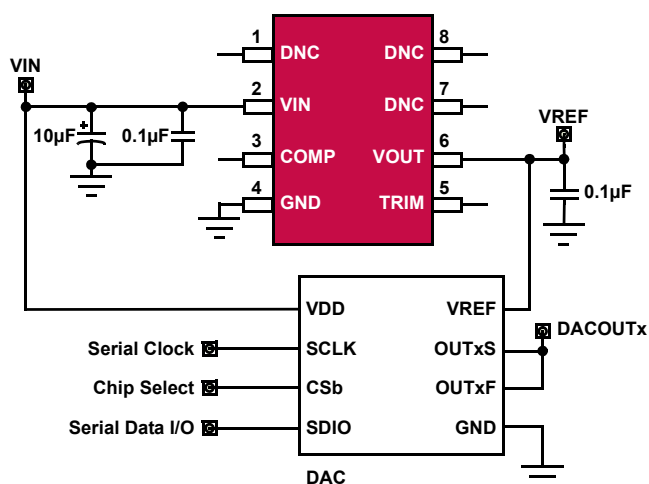 1 8
DNC DNC
VIN
2 7
VIN DNC
10µF 0.1µF
+
VREF
3 6
COMP VOUT
4 5
GND TRIM
0.1µF
VDD VREF
Serial Clock SCLK OUTxS DACOUTx
Chip Select CSb OUTxF
Serial Data I/O SDIO GND
DAC